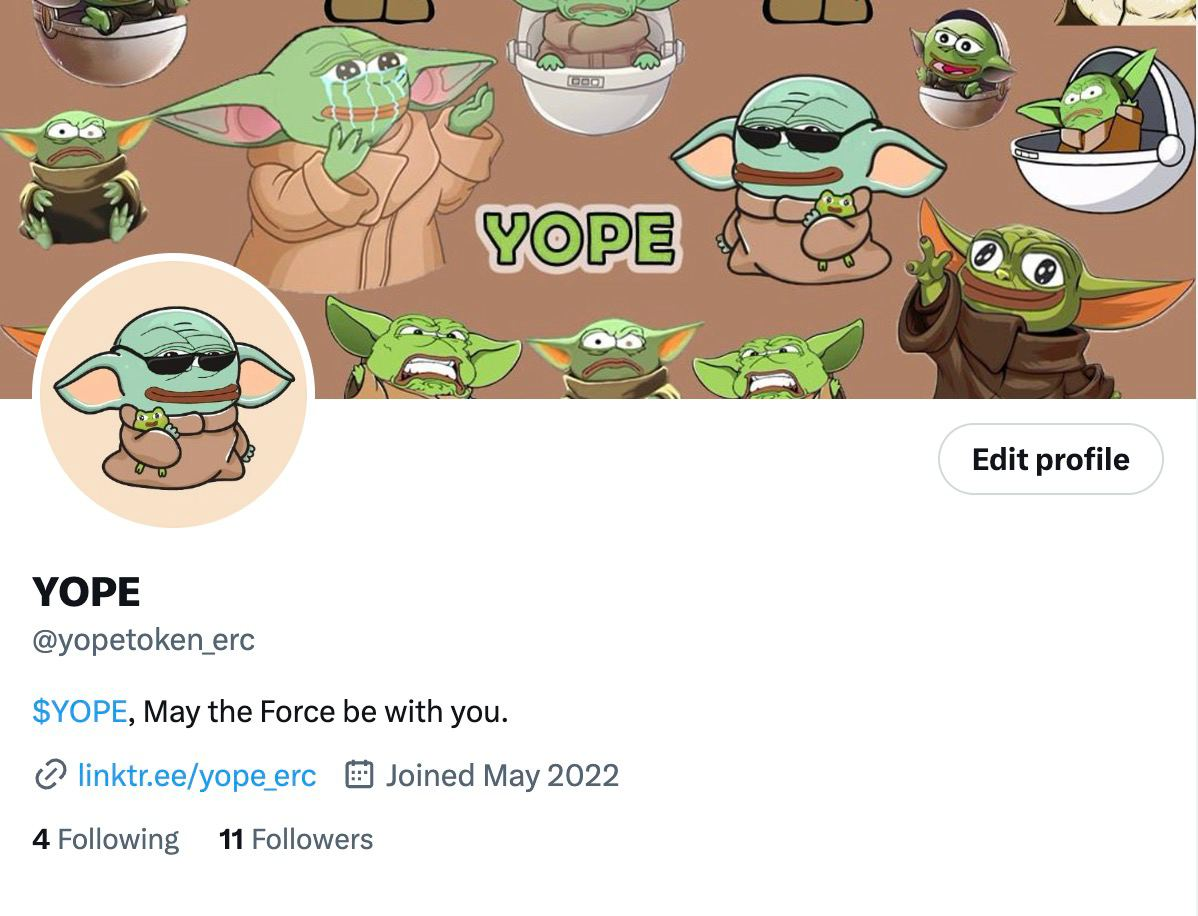 YOPE
Edit profile
YOPE
@yopetoken_erc
$YOPE, May the Force be with you.
linktr.ee/yope_erc Joined May 2022
4 Following 11 Followers